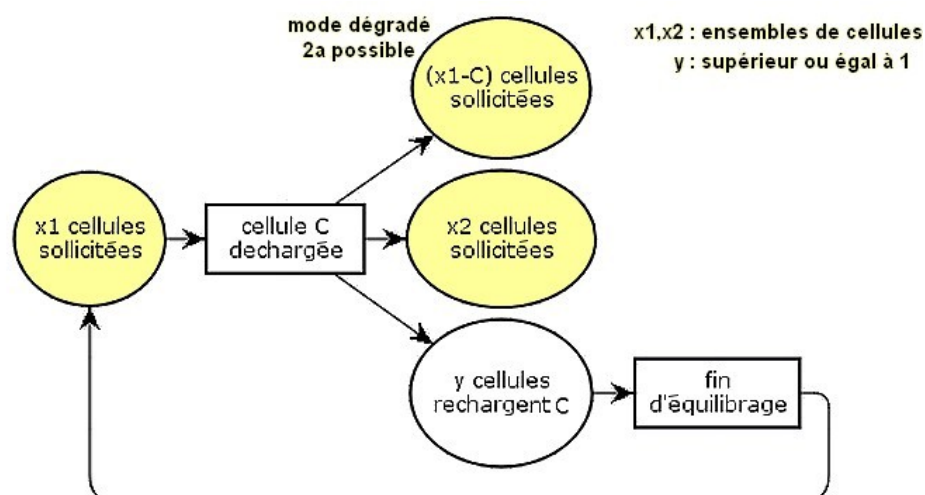 mode dégradé
2a possible
x1,x2 : ensembles de cellules
y : supérieur ou égal à 1
(x1-C) cellules
sollicitées
x1 cellules
sollicitées
cellule C
dechargée
x2 cellules
sollicitées
y cellules
rechargent C
fin
d'équilibrage